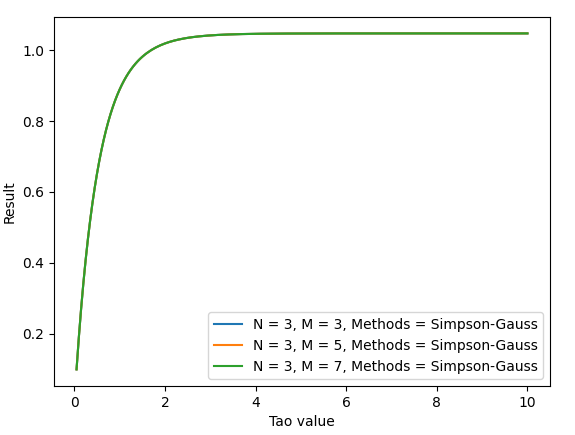 1.0
0.8
0.6
0.4
0.2
Result
N = 3, M = 3, Methods = Simpson-Gauss
N = 3, M = 5, Methods = Simpson-Gauss
N = 3, M = 7, Methods = Simpson-Gauss
0 2 4 6 8 10
Tao value